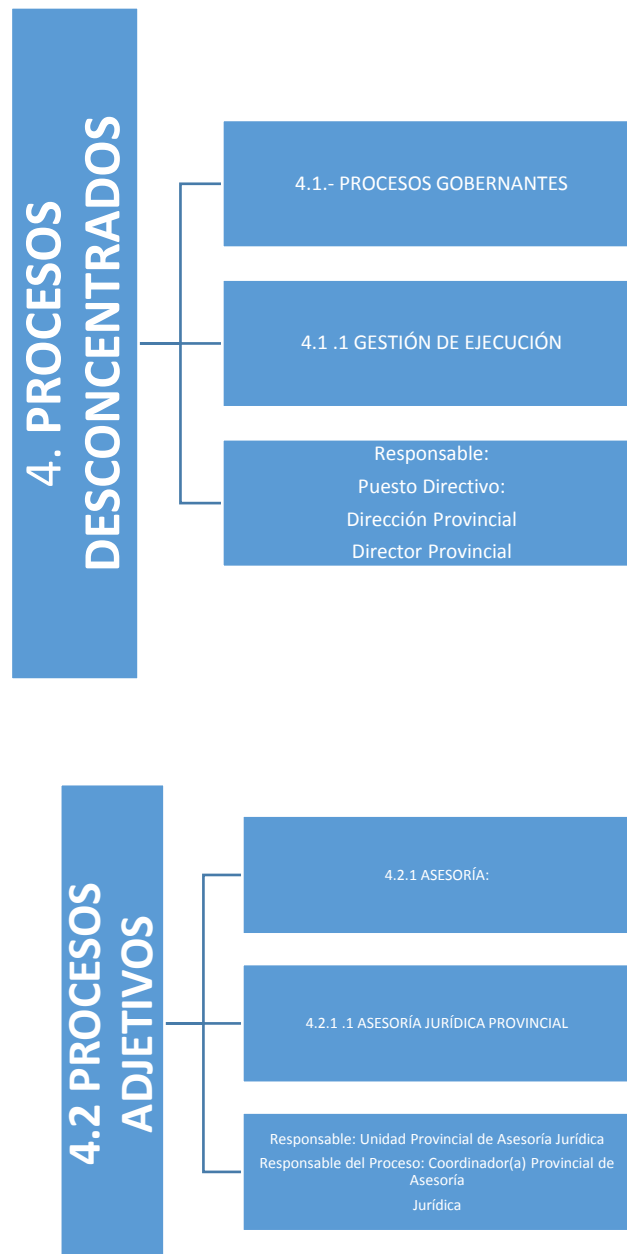 4. PROCESOS
DESCONCENTRADOS
4.1.- PROCESOS GOBERNANTES
4.1 .1 GESTIÓN DE EJECUCIÓN
Responsable:
Puesto Directivo:
Dirección Provincial
Director Provincial
4.2 PROCESOS
ADJETIVOS
4.2.1 ASESORÍA:
4.2.1 .1 ASESORÍA JURÍDICA PROVINCIAL
Responsable: Unidad Provincial de Asesoría Jurídica
Responsable del Proceso: Coordinador(a) Provincial de
Asesoría
Jurídica